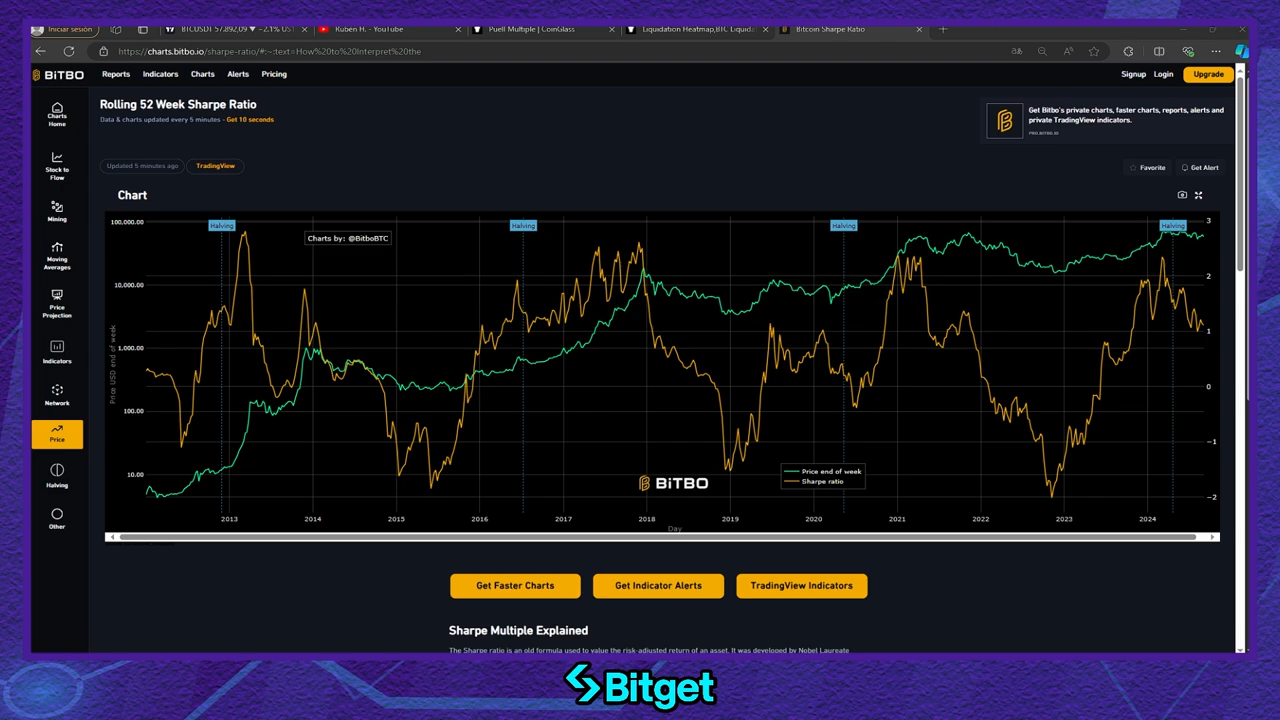 Iniciar sesión
BTCUSDT 57,892,09 ▼ −2.1% US
Ruben H. - YouTube
Puell Multiple | CoinGlass
Liquidation Heatmap,BTC Liquida
Bitcoin Sharpe Ratio
https://charts.bitbo.io/sharpe-ratio/#:~:text=How%20to%20Interpret%20the
BiTBO
Reports
Indicators
Charts
Alerts
Pricing
Signup
Login
Upgrade
Charts
Home
Stock to
Flow
Mining
Moving
Averages
Price
Projection
Indicators
Network
Price
Halving
Other
Rolling 52 Week Sharpe Ratio
Data & charts updated every 5 minutes - Get 10 seconds
Get Bitbo's private charts, faster charts, reports, alerts and
private TradingView indicators.
PRO.BITBO.IO
Updated 5 minutes ago
TradingView
Favorite
Get Alert
Chart
Halving
Halving
Halving
Halving
Charts by: @BitboBTC
100,000.00
10,000.00
1,000.00
100.00
10.00
Price USD end of week
3
2
1
0
−1
−2
Price end of week
Sharpe ratio
BiTBO
2013
2014
2015
2016
2017
2018
2019
2020
2021
2022
2023
2024
Day
Get Faster Charts
Get Indicator Alerts
TradingView Indicators
Sharpe Multiple Explained
The Sharpe ratio is an old formula used to value the risk-adjusted return of an asset. It was developed by Nobel Laureate
Bitget